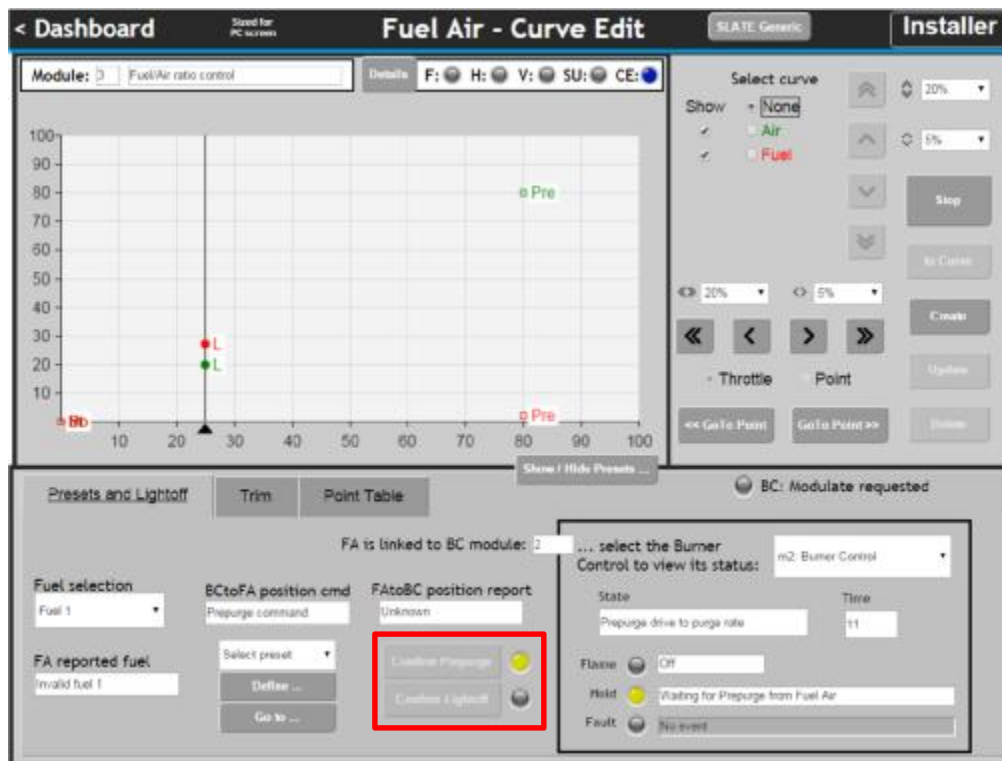 < Dashboard
Sized for
PC screen
Fuel Air - Curve Edit
SLATE Generic
Installer
Module: 3 Fuel/Air ratio control
Details
F: H: V: SU: CE:
100
90
80
70
60
50
40
30
20
10
Pre
L
L
Pre
10 20 30 40 50 60 70 80 90 100
Show / Hide Presets ...
Select curve
Show
None
Air
Fuel
20%
5%
Stop
In Curve
Create
Update
Delete
20%
5%
Throttle
Point
<< GoTo Point
GoTo Point >>
Presets and Lightoff
Trim
Point Table
BC: Modulate requested
FA is linked to BC module: 2
... select the Burner
Control to view its status:
m2: Burner Control
Fuel selection
Fuel 1
BCtoFA position cmd
Prepurge command
FAtoBC position report
Unknown
State
Prepurge drive to purge rate
Time
11
FA reported fuel
Invalid fuel 1
Select preset
Define ...
Go to ...
Confirm Prepurge
Confirm Lightoff
Flame Off
Hold Waiting for Prepurge from Fuel Air
Fault No event